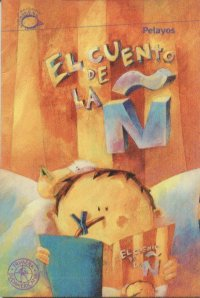 Pelayos
EL CUENTO
DE
LA
Ñ
EL CUENTO
DE LA
Ñ